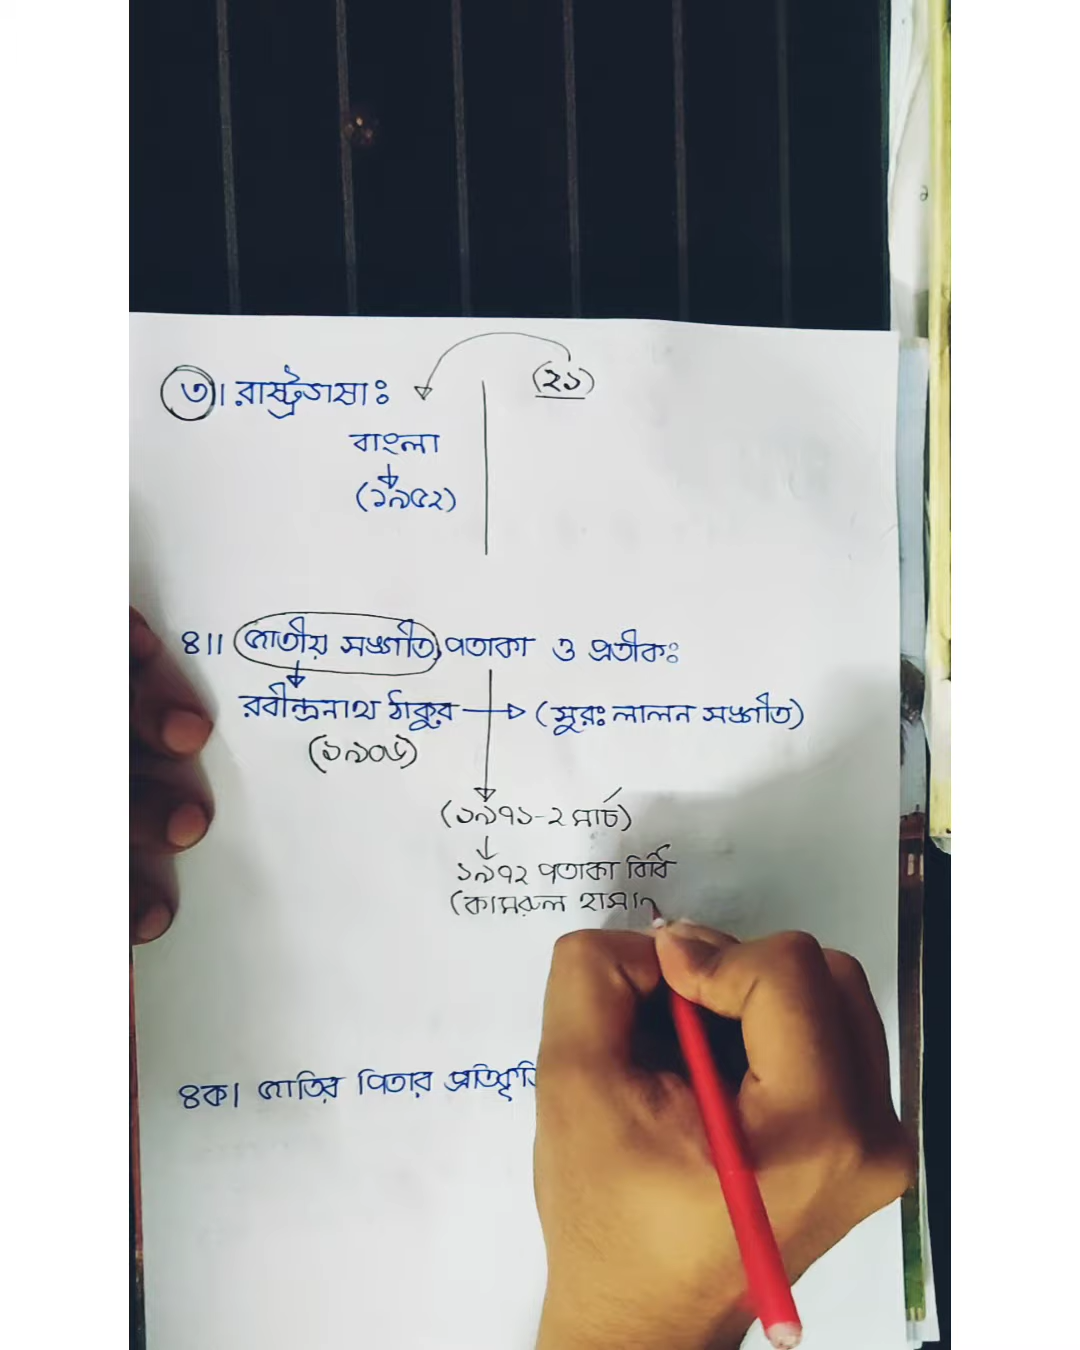 ৩। রাষ্ট্রভাষাঃ (২১)
বাংলা
(১৯৫২)
৪।। জাতীয় সঙ্গীত, পতাকা ও প্রতীকঃ
রবীন্দ্রনাথ ঠাকুর (সুরঃ লালন সঙ্গীত)
(১৯০৬)
(১৯৭১-২ মার্চ)
১৯৭২ পতাকা বিধি
(কামরুল হাসান
৪ক। জাতির পিতার প্রতিকৃতি